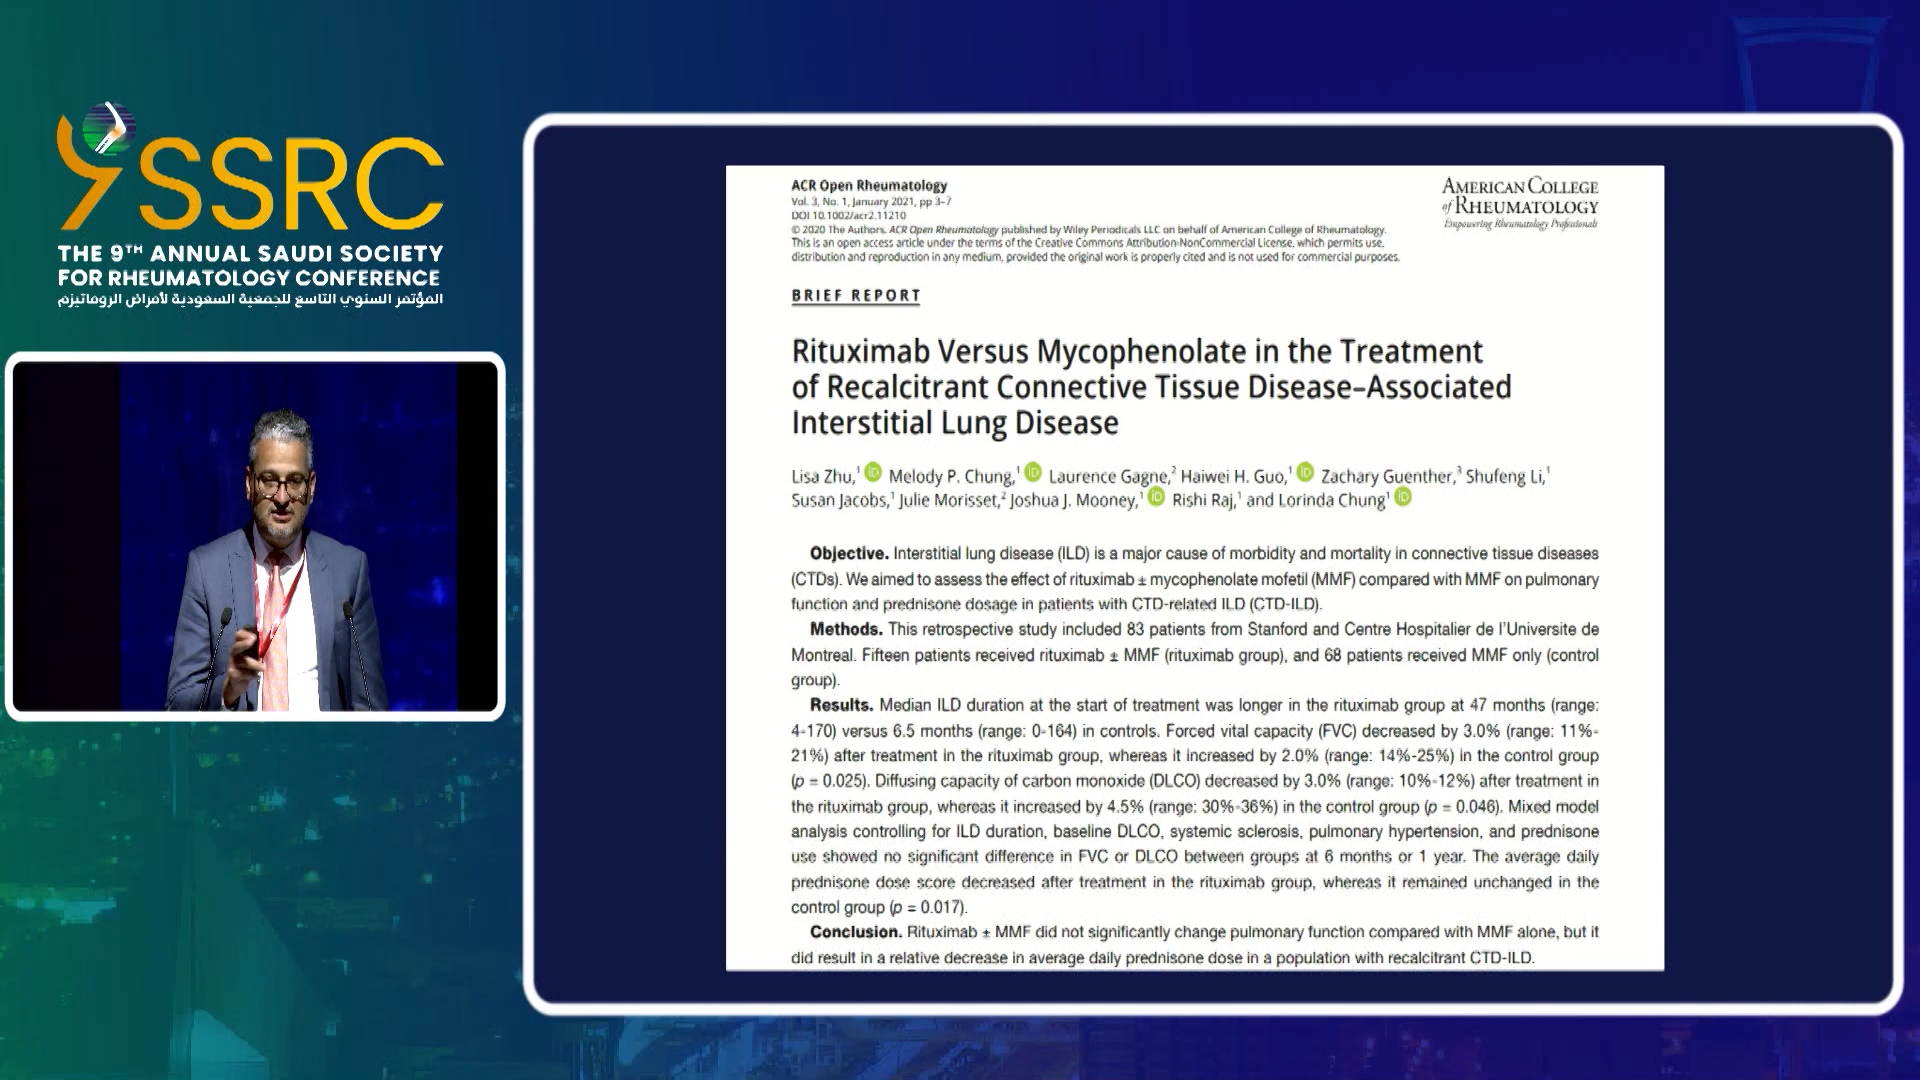 9SSRC
THE 9TH ANNUAL SAUDI SOCIETY
FOR RHEUMATOLOGY CONFERENCE
المؤتمر السنوي التاسع للجمعية السعودية لأمراض الروماتيزم
ACR Open Rheumatology
Vol. 3, No. 1, January 2021, pp 3–7
DOI 10.1002/acr2.11210
© 2020 The Authors. ACR Open Rheumatology published by Wiley Periodicals LLC on behalf of American College of Rheumatology.
This is an open access article under the terms of the Creative Commons Attribution-NonCommercial License, which permits use,
distribution and reproduction in any medium, provided the original work is properly cited and is not used for commercial purposes.
AMERICAN COLLEGE
of RHEUMATOLOGY
Empowering Rheumatology Professionals
BRIEF REPORT
Rituximab Versus Mycophenolate in the Treatment
of Recalcitrant Connective Tissue Disease–Associated
Interstitial Lung Disease
Lisa Zhu,1 iD Melody P. Chung,1 iD Laurence Gagne,2 Haiwei H. Guo,1 iD Zachary Guenther,3 Shufeng Li,1
Susan Jacobs,1 Julie Morisset,2 Joshua J. Mooney,1 iD Rishi Raj,1 and Lorinda Chung1 iD
Objective. Interstitial lung disease (ILD) is a major cause of morbidity and mortality in connective tissue diseases
(CTDs). We aimed to assess the effect of rituximab ± mycophenolate mofetil (MMF) compared with MMF on pulmonary
function and prednisone dosage in patients with CTD-related ILD (CTD-ILD).
Methods. This retrospective study included 83 patients from Stanford and Centre Hospitalier de l'Universite de
Montreal. Fifteen patients received rituximab ± MMF (rituximab group), and 68 patients received MMF only (control
group).
Results. Median ILD duration at the start of treatment was longer in the rituximab group at 47 months (range:
4-170) versus 6.5 months (range: 0-164) in controls. Forced vital capacity (FVC) decreased by 3.0% (range: 11%-
21%) after treatment in the rituximab group, whereas it increased by 2.0% (range: 14%-25%) in the control group
(p = 0.025). Diffusing capacity of carbon monoxide (DLCO) decreased by 3.0% (range: 10%-12%) after treatment in
the rituximab group, whereas it increased by 4.5% (range: 30%-36%) in the control group (p = 0.046). Mixed model
analysis controlling for ILD duration, baseline DLCO, systemic sclerosis, pulmonary hypertension, and prednisone
use showed no significant difference in FVC or DLCO between groups at 6 months or 1 year. The average daily
prednisone dose score decreased after treatment in the rituximab group, whereas it remained unchanged in the
control group (p = 0.017).
Conclusion. Rituximab ± MMF did not significantly change pulmonary function compared with MMF alone, but it
did result in a relative decrease in average daily prednisone dose in a population with recalcitrant CTD-ILD.